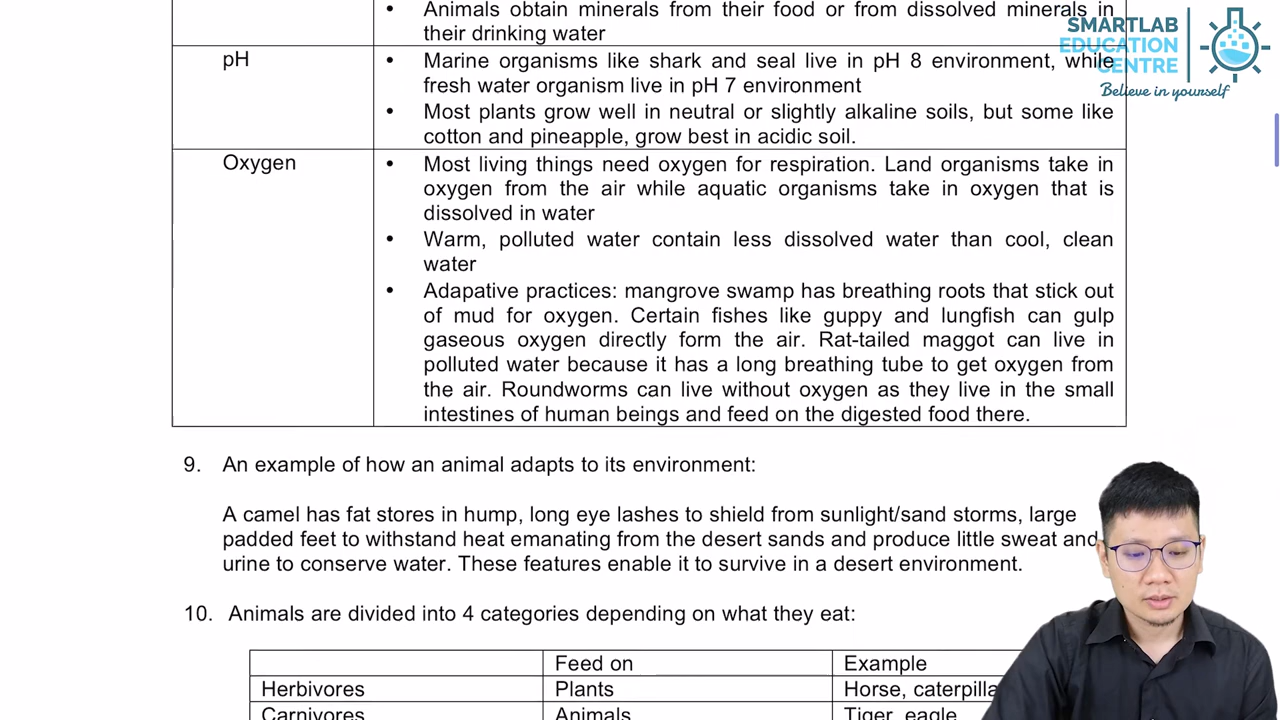 • Animals obtain minerals from their food or from dissolved minerals in
their drinking water
SMARTLAB
EDUCATION
CENTRE
Believe in yourself
pH
• Marine organisms like shark and seal live in pH 8 environment, while
fresh water organism live in pH 7 environment
• Most plants grow well in neutral or slightly alkaline soils, but some like
cotton and pineapple, grow best in acidic soil.
Oxygen
• Most living things need oxygen for respiration. Land organisms take in
oxygen from the air while aquatic organisms take in oxygen that is
dissolved in water
• Warm, polluted water contain less dissolved water than cool, clean
water
• Adapative practices: mangrove swamp has breathing roots that stick out
of mud for oxygen. Certain fishes like guppy and lungfish can gulp
gaseous oxygen directly form the air. Rat-tailed maggot can live in
polluted water because it has a long breathing tube to get oxygen from
the air. Roundworms can live without oxygen as they live in the small
intestines of human beings and feed on the digested food there.
9. An example of how an animal adapts to its environment:
A camel has fat stores in hump, long eye lashes to shield from sunlight/sand storms, large
padded feet to withstand heat emanating from the desert sands and produce little sweat and
urine to conserve water. These features enable it to survive in a desert environment.
10. Animals are divided into 4 categories depending on what they eat:
Feed on Example
Herbivores Plants Horse, caterpilla
Carnivores Animals Tiger, eagle